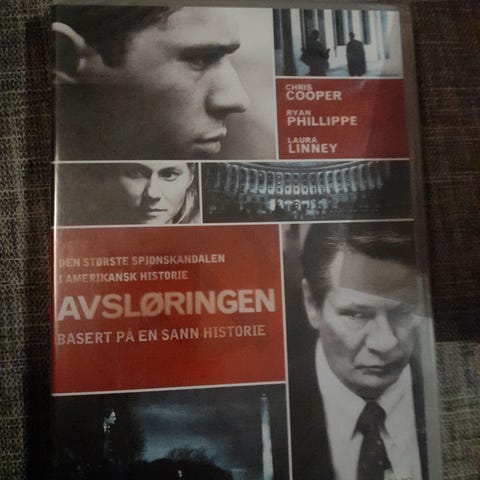 CHRIS
COOPER
RYAN
PHILLIPPE
LAURA
LINNEY
DEN STØRSTE SPIONSKANDALEN
I AMERIKANSK HISTORIE
AVSLØRINGEN
BASERT PÅ EN SANN HISTORIE